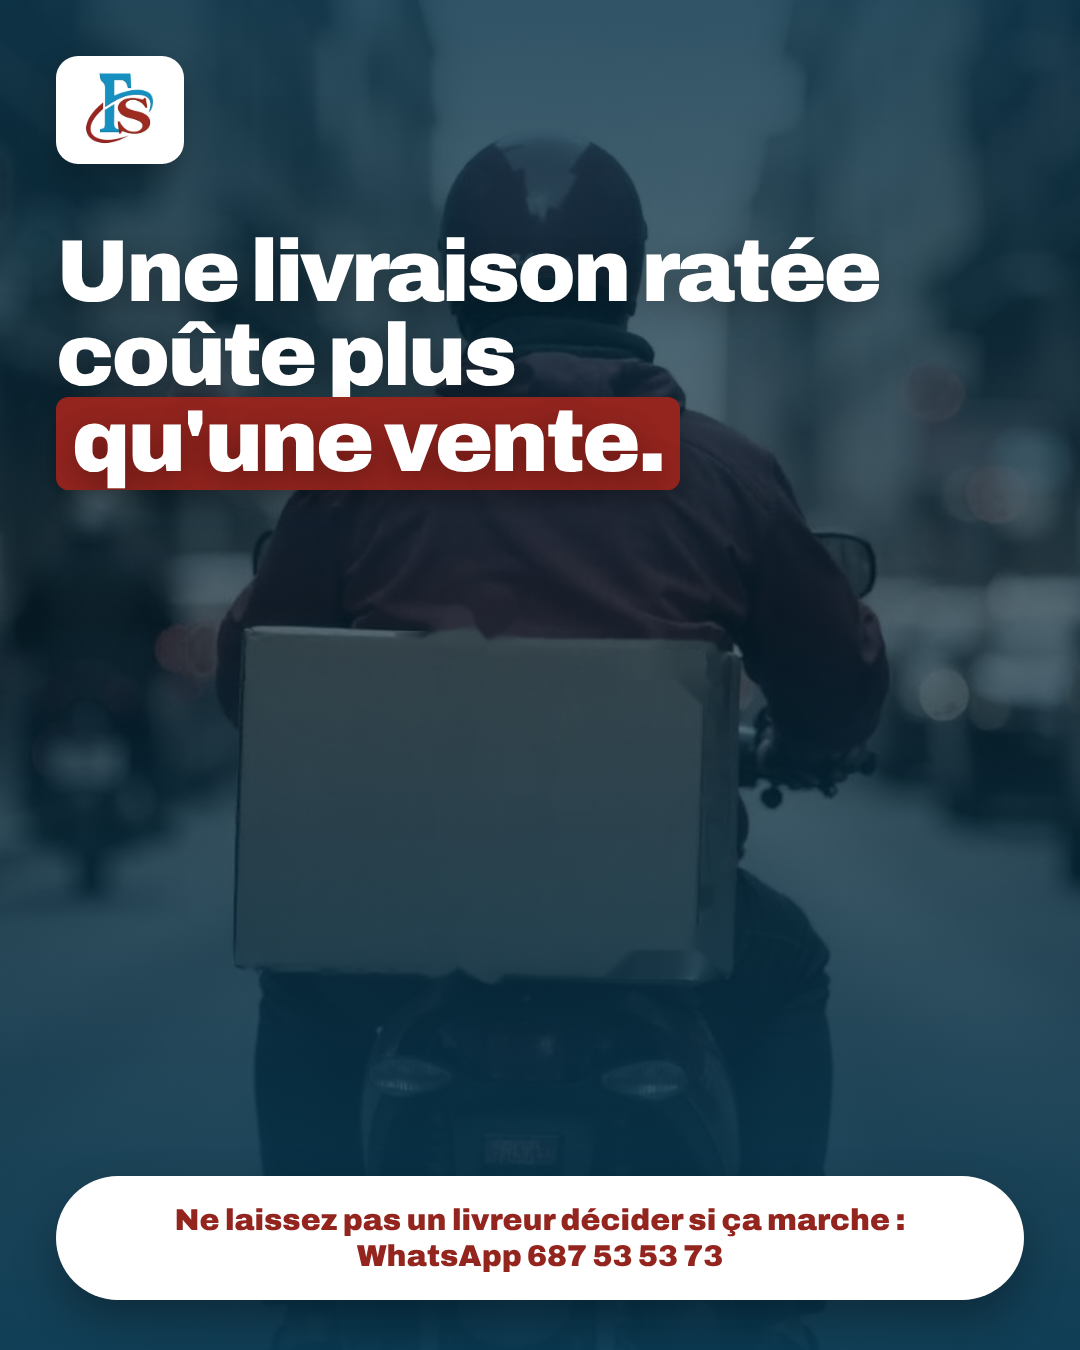 FS
Une livraison ratée
coûte plus
qu'une vente.
Ne laissez pas un livreur décider si ça marche :
WhatsApp 687 53 53 73